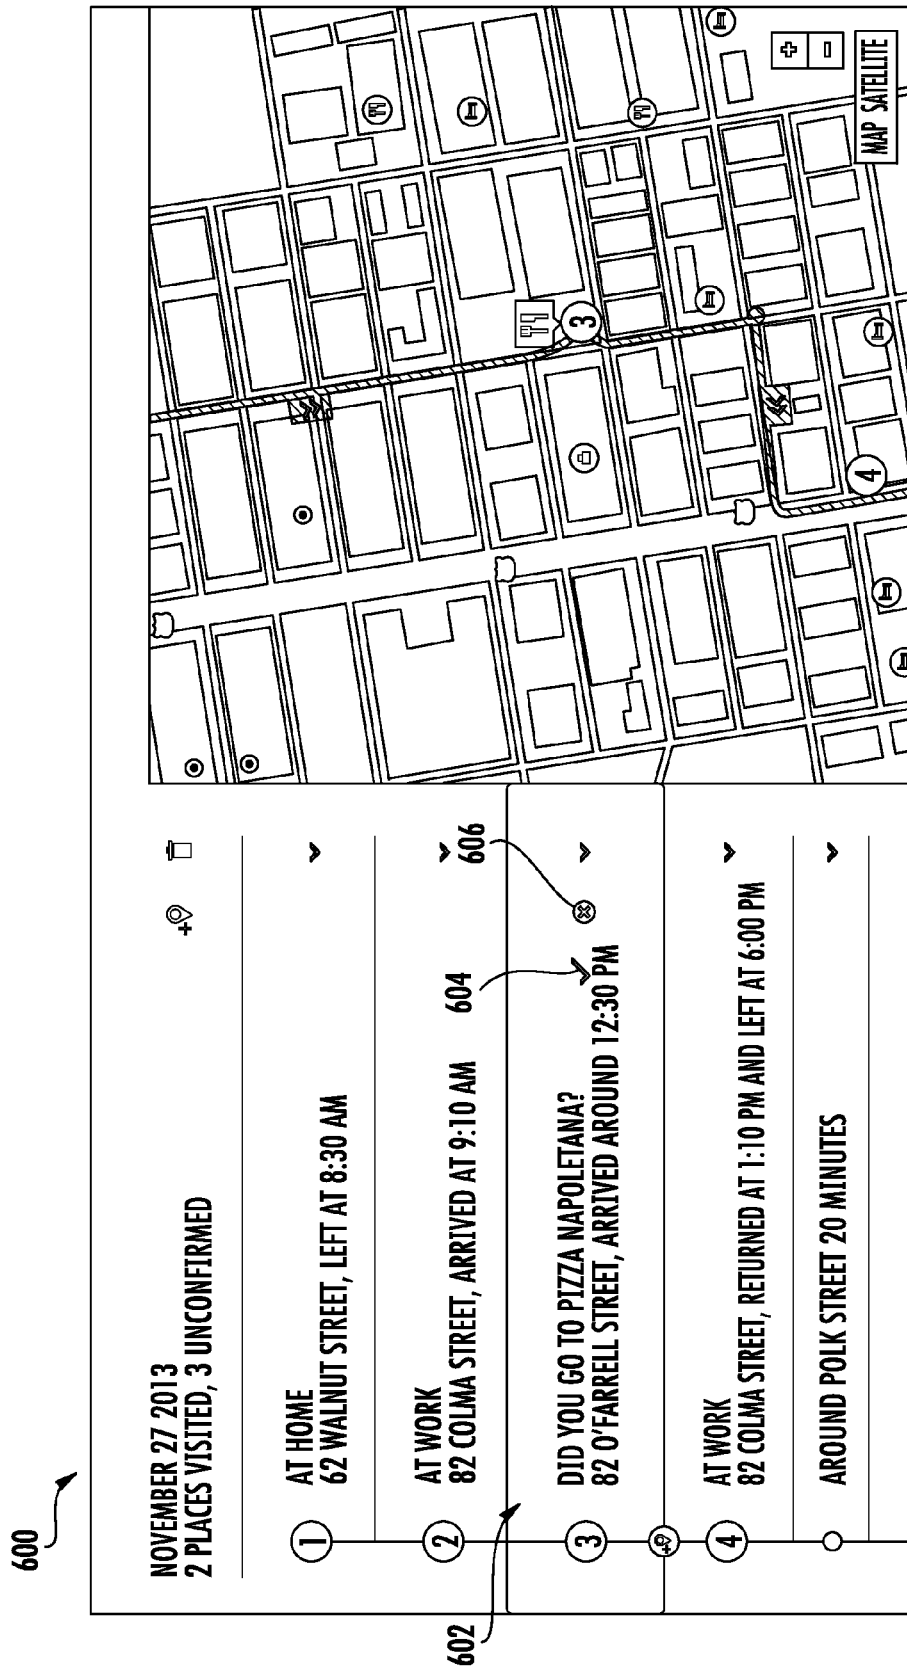 600
NOVEMBER 27 2013
2 PLACES VISITED, 3 UNCONFIRMED
1
AT HOME
62 WALNUT STREET, LEFT AT 8:30 AM
2
AT WORK
82 COLMA STREET, ARRIVED AT 9:10 AM
602
604
606
3
DID YOU GO TO PIZZA NAPOLETANA?
82 O'FARRELL STREET, ARRIVED AROUND 12:30 PM
4
AT WORK
82 COLMA STREET, RETURNED AT 1:10 PM AND LEFT AT 6:00 PM
AROUND POLK STREET 20 MINUTES
3
4
MAP SATELLITE